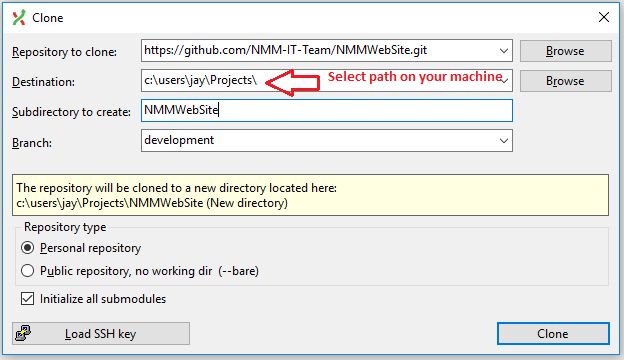 Clone
Repository to clone: https://github.com/NMM-IT-Team/NMMWebSite.git Browse
Destination: c:\users\jay\Projects\ Select path on your machine Browse
Subdirectory to create: NMMWebSite
Branch: development
The repository will be cloned to a new directory located here:
c:\users\jay\Projects\NMMWebSite (New directory)
Repository type
Personal repository
Public repository, no working dir (--bare)
Initialize all submodules
Load SSH key Clone